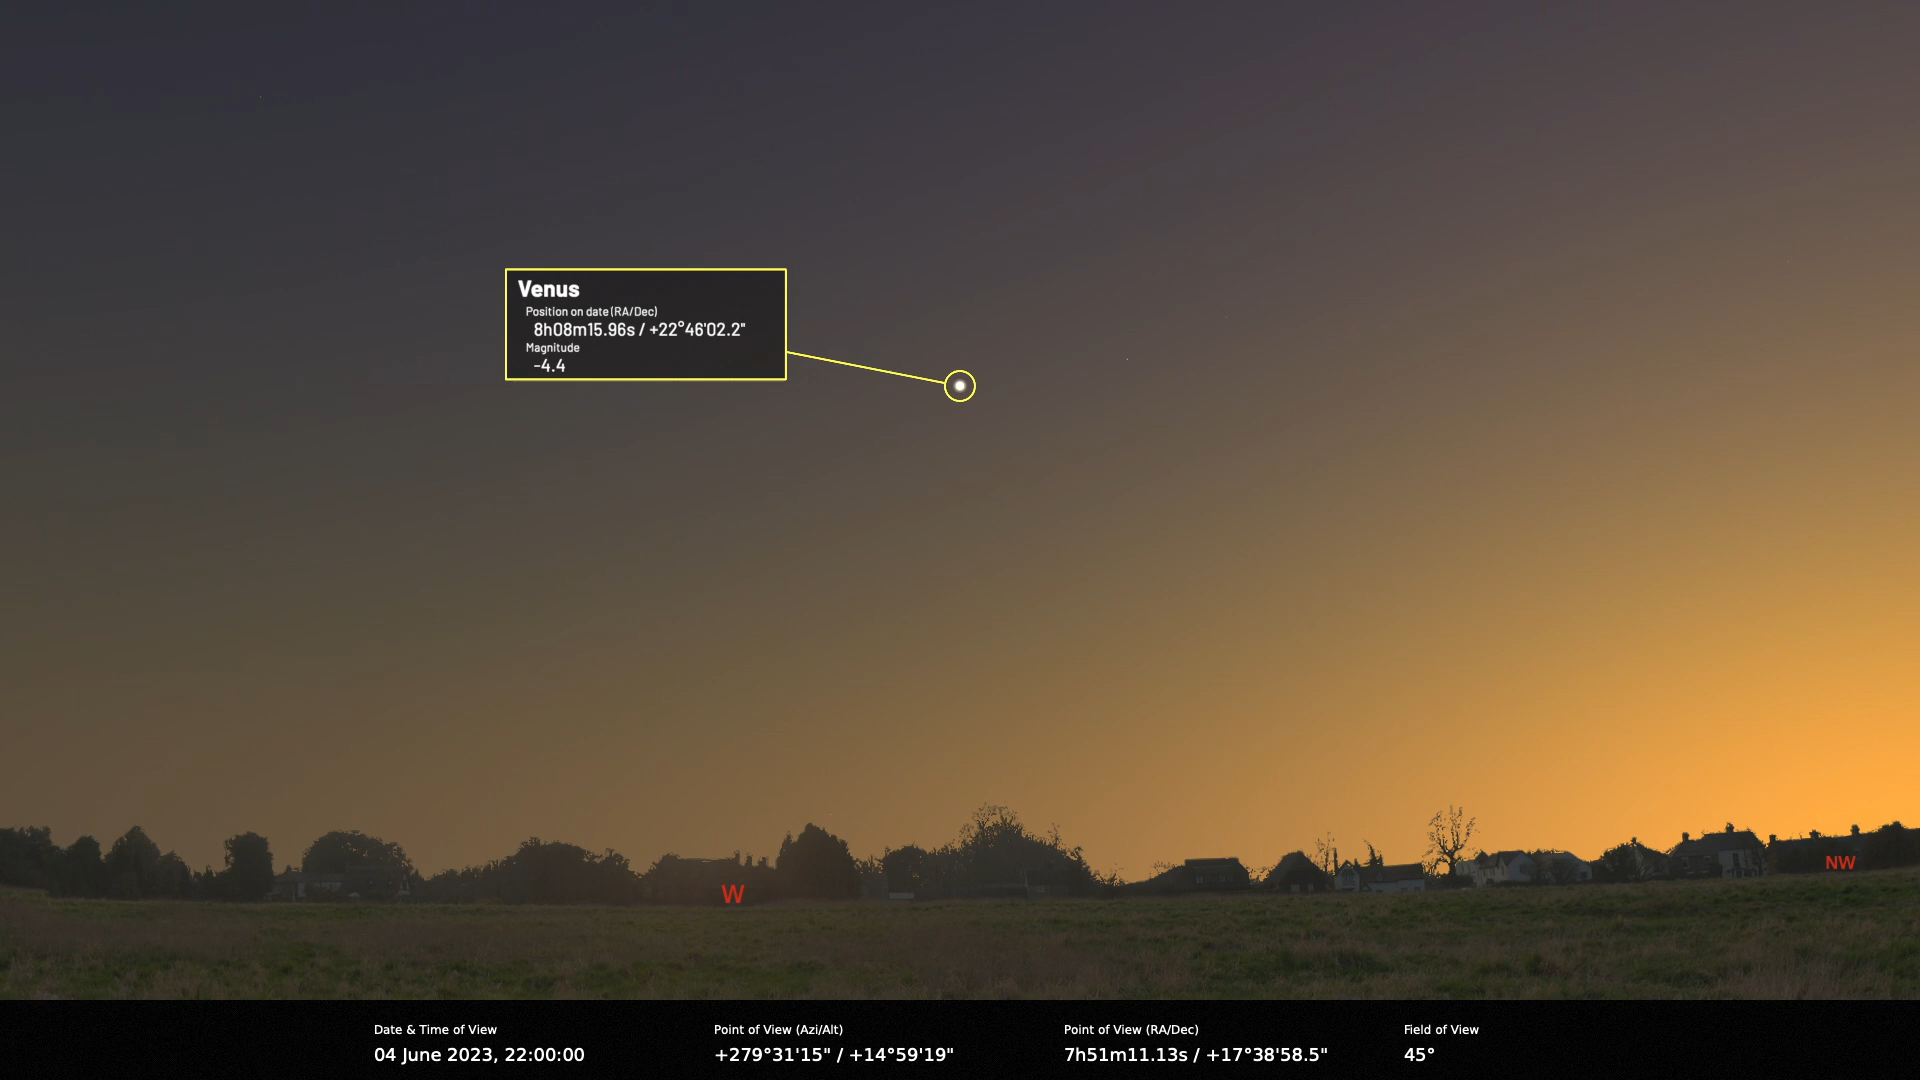 Venus
Position on date (RA/Dec)
8h08m15.96s / +22°46'02.2"
Magnitude
-4.4
W
NW
Date & Time of View
04 June 2023, 22:00:00
Point of View (Azi/Alt)
+279°31'15" / +14°59'19"
Point of View (RA/Dec)
7h51m11.13s / +17°38'58.5"
Field of View
45°